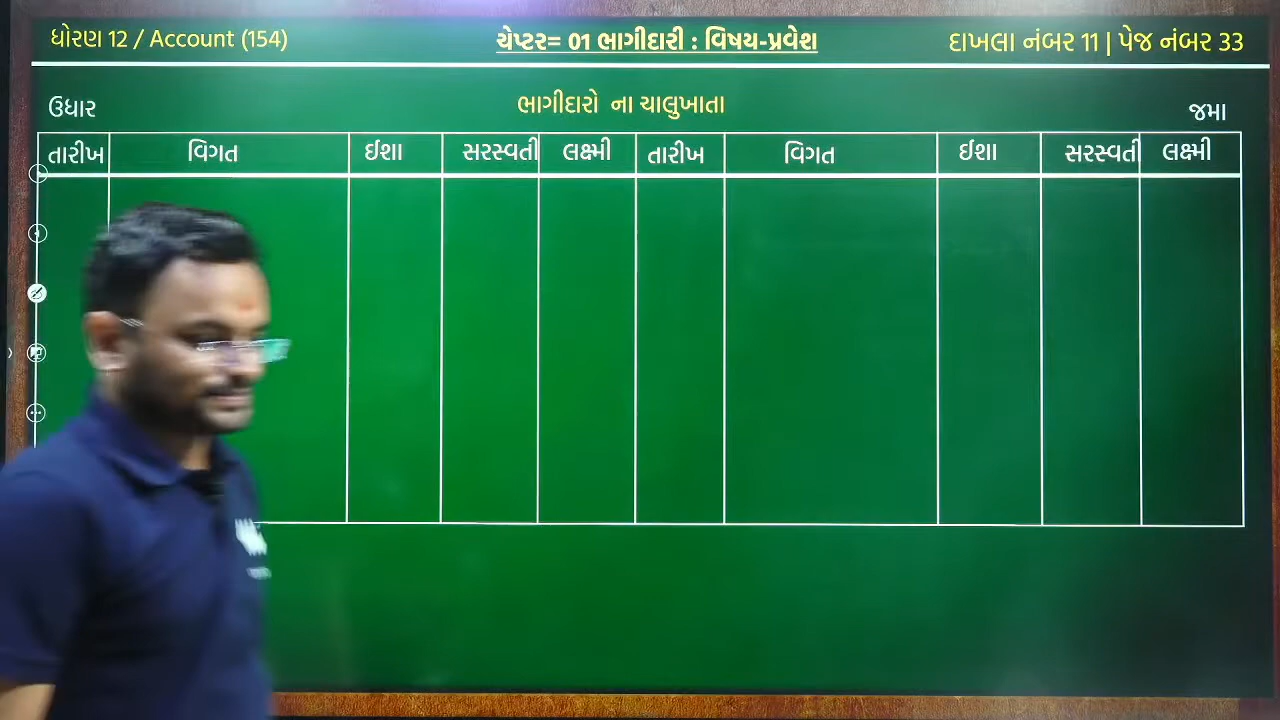 ધોરણ 12 / Account (154)
ચેપ્ટર= 01 ભાગીદારી : વિષય-પ્રવેશ
દાખલા નંબર 11 | પેજ નંબર 33
ઉધાર
ભાગીદારો ના ચાલુખાતા
જમા
તારીખ વિગત ઈશા સરસ્વતી લક્ષ્મી તારીખ વિગત ઈશા સરસ્વતી લક્ષ્મી